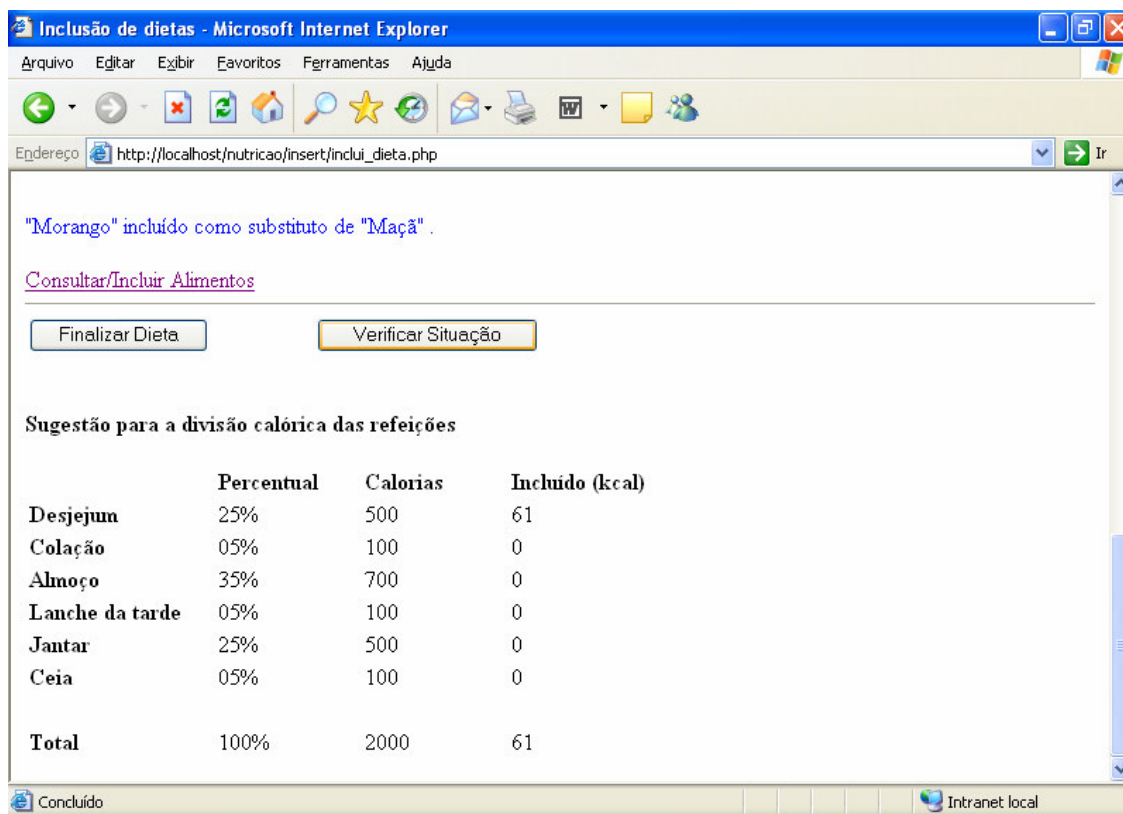 Inclusão de dietas - Microsoft Internet Explorer
Arquivo Editar Exibir Favoritos Ferramentas Ajuda
Endereço http://localhost/nutricao/insert/inclui_dieta.php Ir
"Morango" incluído como substituto de "Maçã" .
Consultar/Incluir Alimentos
Finalizar Dieta Verificar Situação
Sugestão para a divisão calórica das refeições
Percentual Calorias Incluído (kcal)
Desjejum 25% 500 61
Colação 05% 100 0
Almoço 35% 700 0
Lanche da tarde 05% 100 0
Jantar 25% 500 0
Ceia 05% 100 0
Total 100% 2000 61
Concluído Intranet local